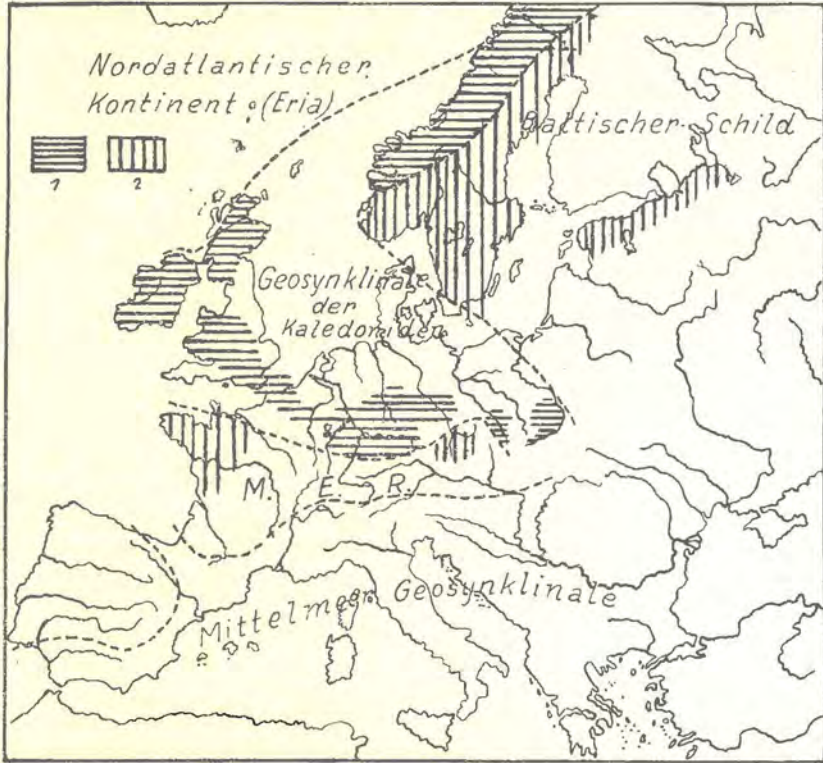 Nordatlantischer
Kontinent (Eria)
1 2
Baltischer Schild
Geosynklinale
der
Kaledoniden
M. E. R.
Mittelmeer Geosynklinale